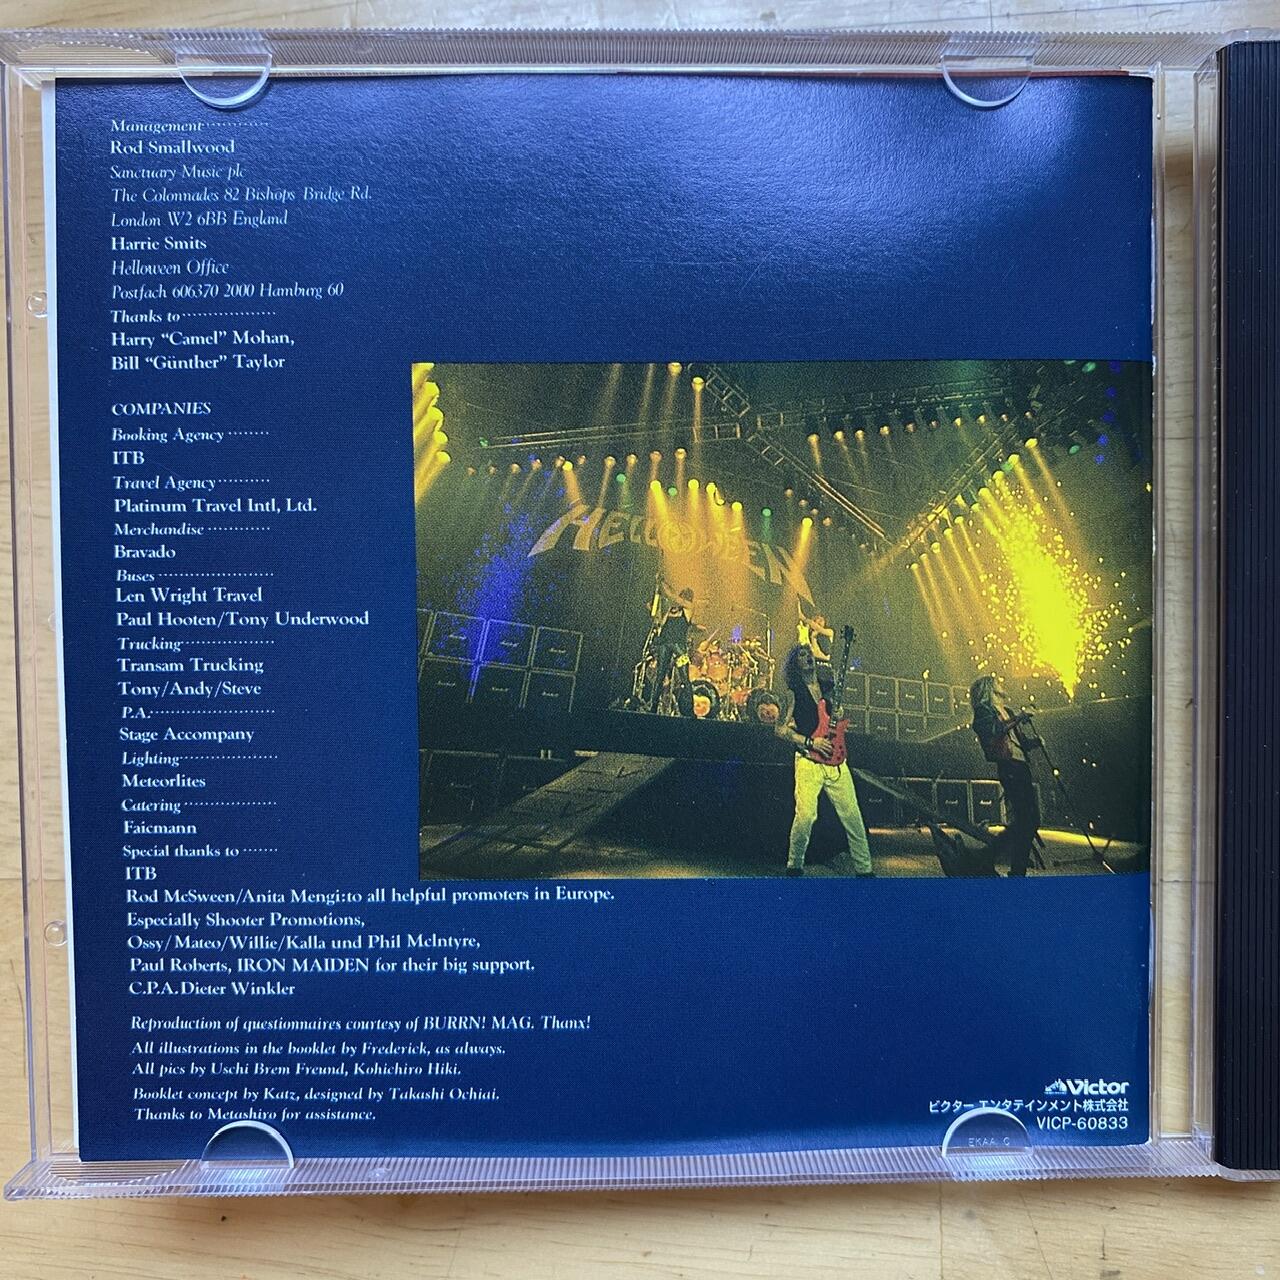 Management
Rod Smallwood
Sanctuary Music plc
The Colonnades 82 Bishops Bridge Rd.
London W2 6BB England
Harrie Smits
Helloween Office
Postfach 606370 2000 Hamburg 60
Thanks to
Harry “Camel” Mohan,
Bill “Günther” Taylor
COMPANIES
Booking Agency
ITB
Travel Agency
Platinum Travel Intl, Ltd.
Merchandise
Bravado
Buses
Len Wright Travel
Paul Hooten/Tony Underwood
Trucking
Transam Trucking
Tony/Andy/Steve
P.A.
Stage Accompany
Lighting
Meteorlites
Catering
Faicmann
Special thanks to
ITB
Rod McSween/Anita Mengi:to all helpful promoters in Europe.
Especially Shooter Promotions,
Ossy/Mateo/Willie/Kalla und Phil McIntyre,
Paul Roberts, IRON MAIDEN for their big support.
C.P.A.Dieter Winkler
Reproduction of questionnaires courtesy of BURRN! MAG. Thanx!
All illustrations in the booklet by Frederick, as always.
All pics by Uschi Brem Freund, Kohichiro Hiki.
Booklet concept by Katz, designed by Takashi Ochiai.
Thanks to Metashiro for assistance.
HELLOWEEN
Victor
ビクター エンタテインメント株式会社
VICP-60833